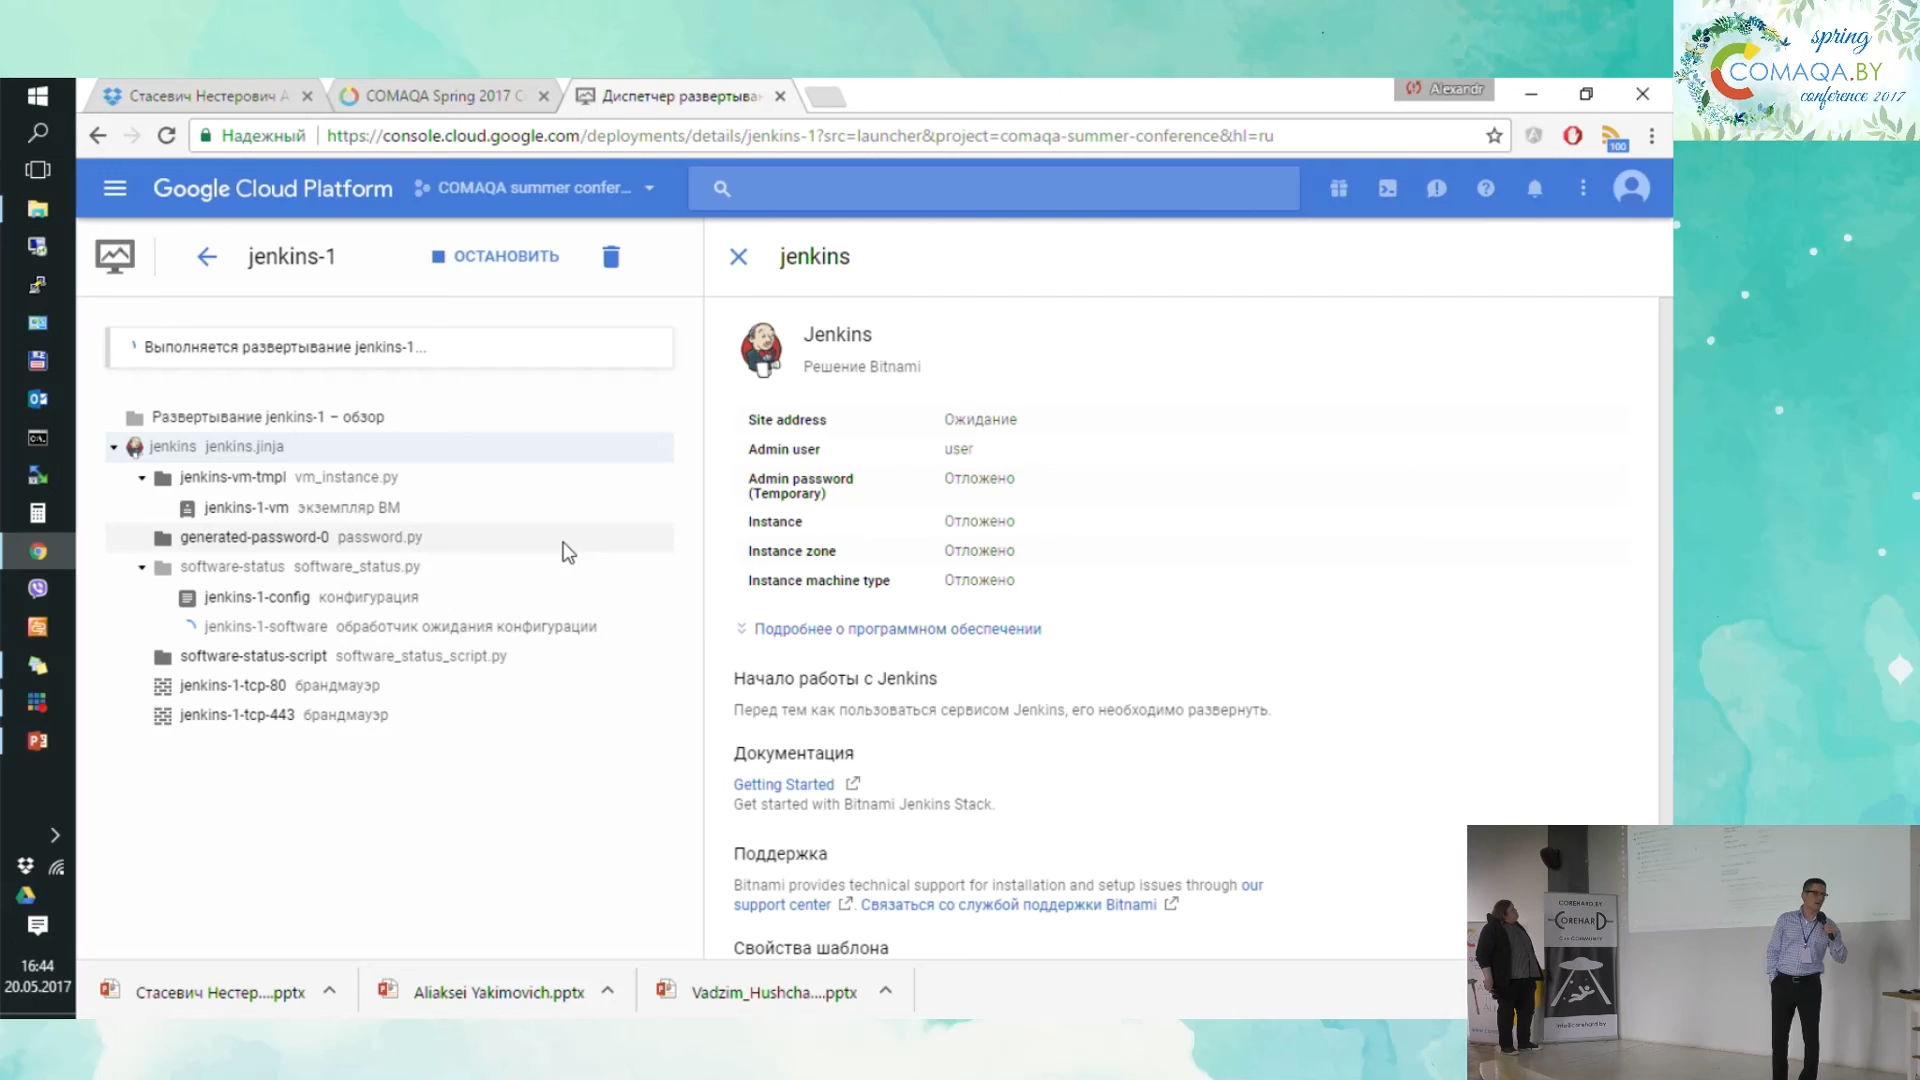 spring
COMAQA.BY
conference 2017
Стасевич Нестерович А
COMAQA Spring 2017 C
Диспетчер развертыва
Alexandr
Надежный
https://console.cloud.google.com/deployments/details/jenkins-1?src=launcher&project=comaqa-summer-conference&hl=ru
100
Google Cloud Platform
COMAQA summer confer...
jenkins-1
ОСТАНОВИТЬ
jenkins
Выполняется развертывание jenkins-1...
Развертывание jenkins-1 – обзор
jenkins jenkins.jinja
jenkins-vm-tmpl vm_instance.py
jenkins-1-vm экземпляр ВМ
generated-password-0 password.py
software-status software_status.py
jenkins-1-config конфигурация
jenkins-1-software обработчик ожидания конфигурации
software-status-script software_status_script.py
jenkins-1-tcp-80 брандмауэр
jenkins-1-tcp-443 брандмауэр
Jenkins
Решение Bitnami
Site address Ожидание
Admin user user
Admin password Отложено
(Temporary)
Instance Отложено
Instance zone Отложено
Instance machine type Отложено
Подробнее о программном обеспечении
Начало работы с Jenkins
Перед тем как пользоваться сервисом Jenkins, его необходимо развернуть.
Документация
Getting Started
Get started with Bitnami Jenkins Stack.
Поддержка
Bitnami provides technical support for installation and setup issues through our
support center . Связаться со службой поддержки Bitnami
Свойства шаблона
16:44
20.05.2017
Стасевич Нестер....pptx
Aliaksei Yakimovich.pptx
Vadzim_Hushcha....pptx
COREHARD.BY
COREHARD
C++ COMMUNITY
info@corehard.by